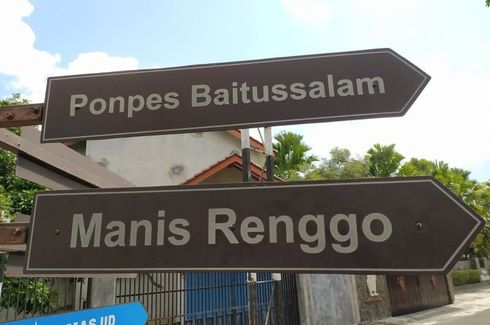 Ponpes Baitussalam
Manis Renggo